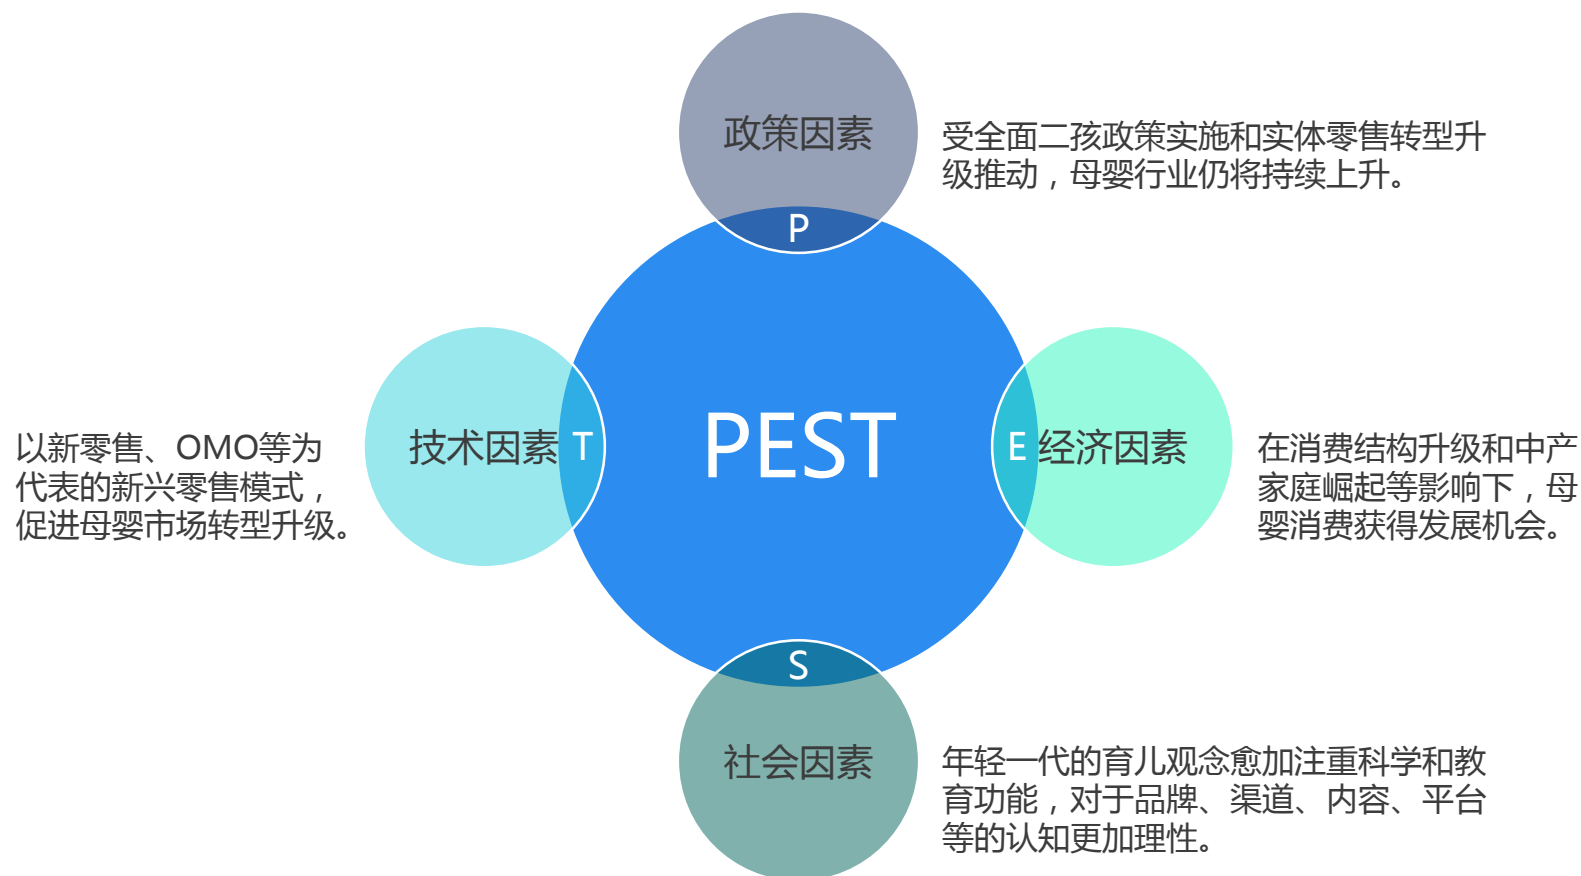 政策因素
受全面二孩政策实施和实体零售转型升
级推动，母婴行业仍将持续上升。
P
以新零售、OMO等为
代表的新兴零售模式，
促进母婴市场转型升级。
技术因素
T
PEST
E
经济因素
在消费结构升级和中产
家庭崛起等影响下，母
婴消费获得发展机会。
S
社会因素
年轻一代的育儿观念愈加注重科学和教
育功能，对于品牌、渠道、内容、平台
等的认知更加理性。